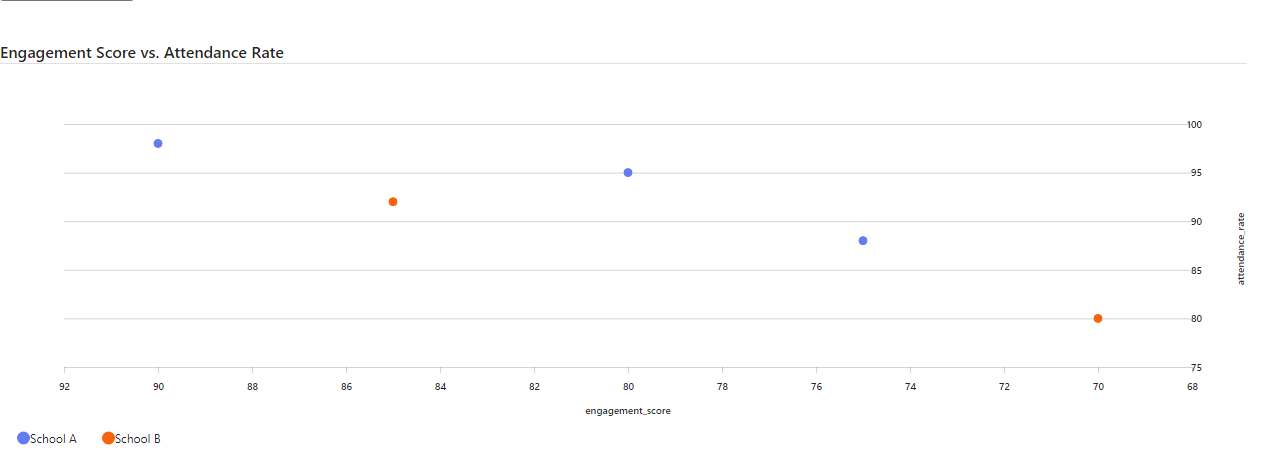 Engagement Score vs. Attendance Rate
100
95
90
85
80
75
attendance_rate
92 90 88 86 84 82 80 78 76 74 72 70 68
engagement_score
School A School B